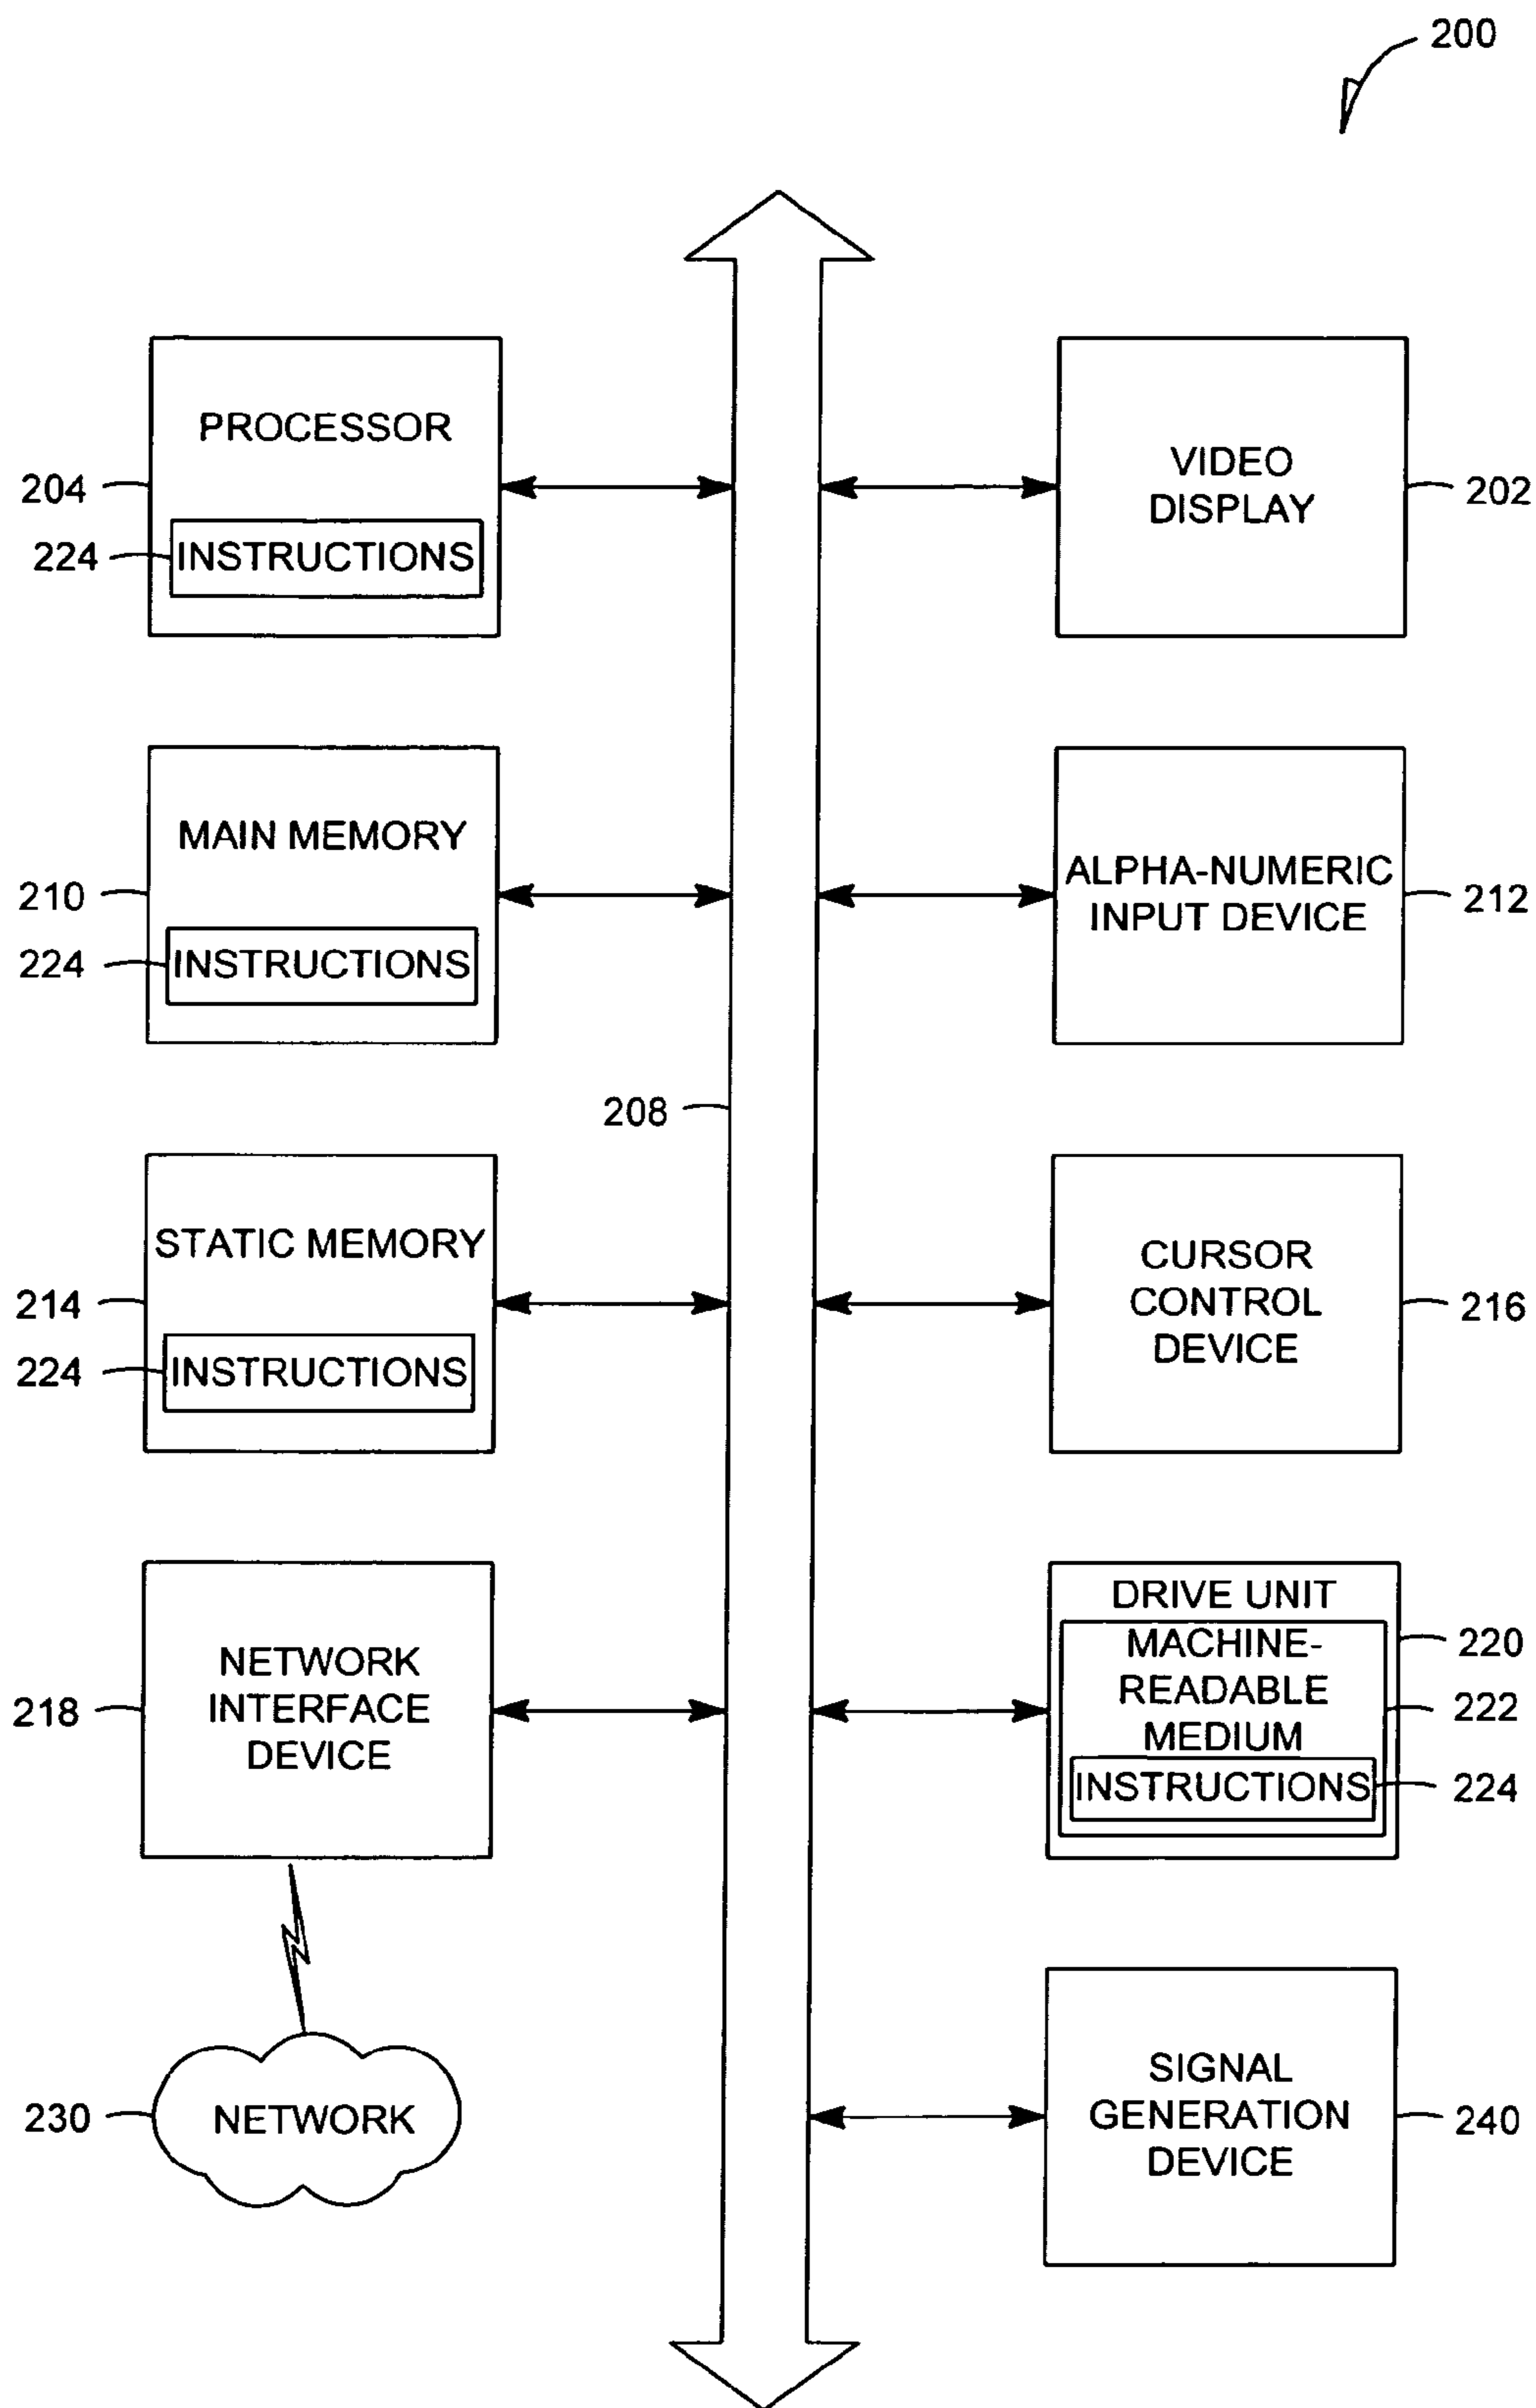 200
PROCESSOR
204
224
INSTRUCTIONS
VIDEO
DISPLAY
202
MAIN MEMORY
210
224
INSTRUCTIONS
ALPHA-NUMERIC
INPUT DEVICE
212
208
STATIC MEMORY
214
224
INSTRUCTIONS
CURSOR
CONTROL
DEVICE
216
NETWORK
INTERFACE
DEVICE
218
DRIVE UNIT
MACHINE-
READABLE
MEDIUM
INSTRUCTIONS
220
222
224
230
NETWORK
SIGNAL
GENERATION
DEVICE
240